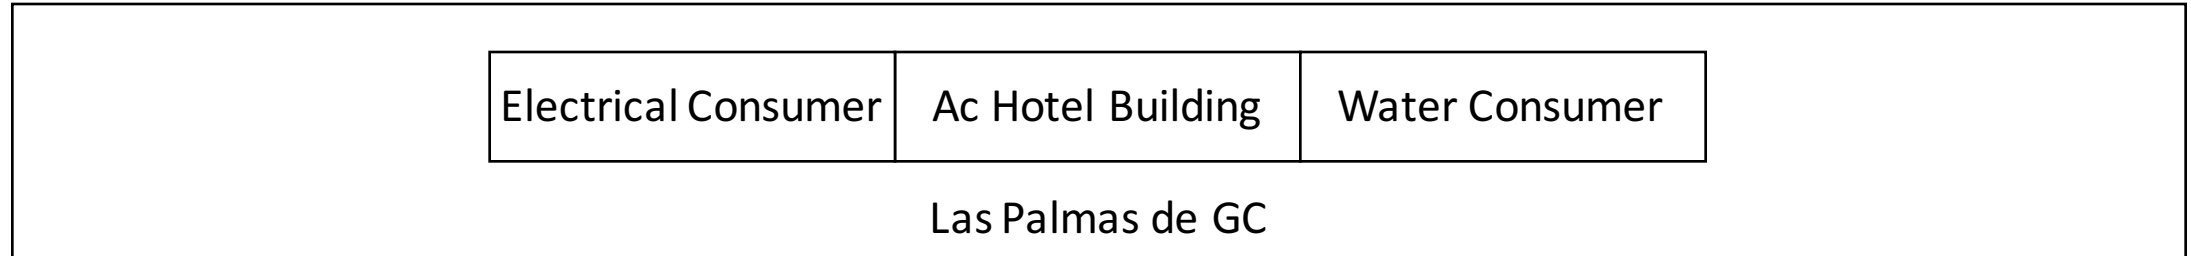 Electrical Consumer Ac Hotel Building Water Consumer
Las Palmas de GC